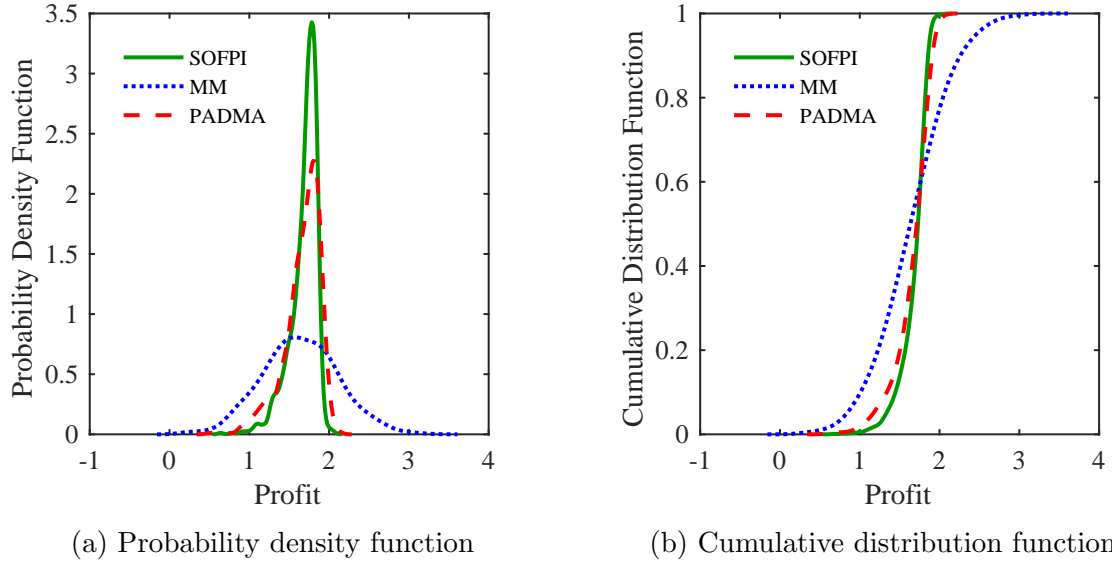 3.5
3
2.5
2
1.5
1
0.5
0
-1 0 1 2 3 4
Probability Density Function
Profit
SOFPI
MM
PADMA
(a) Probability density function
1
0.8
0.6
0.4
0.2
0
-1 0 1 2 3 4
Cumulative Distribution Function
Profit
SOFPI
MM
PADMA
(b) Cumulative distribution function